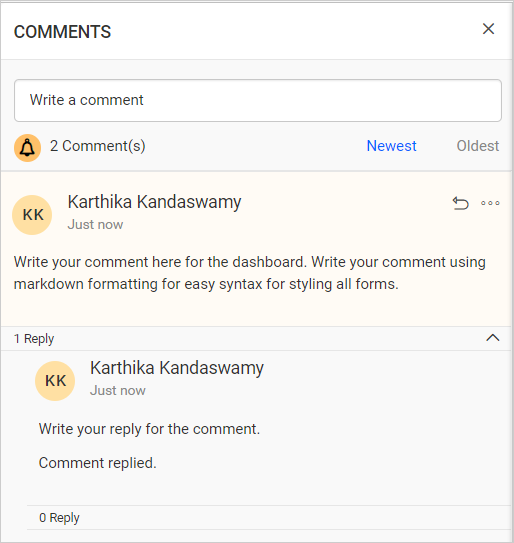 COMMENTS
Write a comment
2 Comment(s) Newest Oldest
KK Karthika Kandaswamy
Just now
Write your comment here for the dashboard. Write your comment using
markdown formatting for easy syntax for styling all forms.
1 Reply
KK Karthika Kandaswamy
Just now
Write your reply for the comment.
Comment replied.
0 Reply